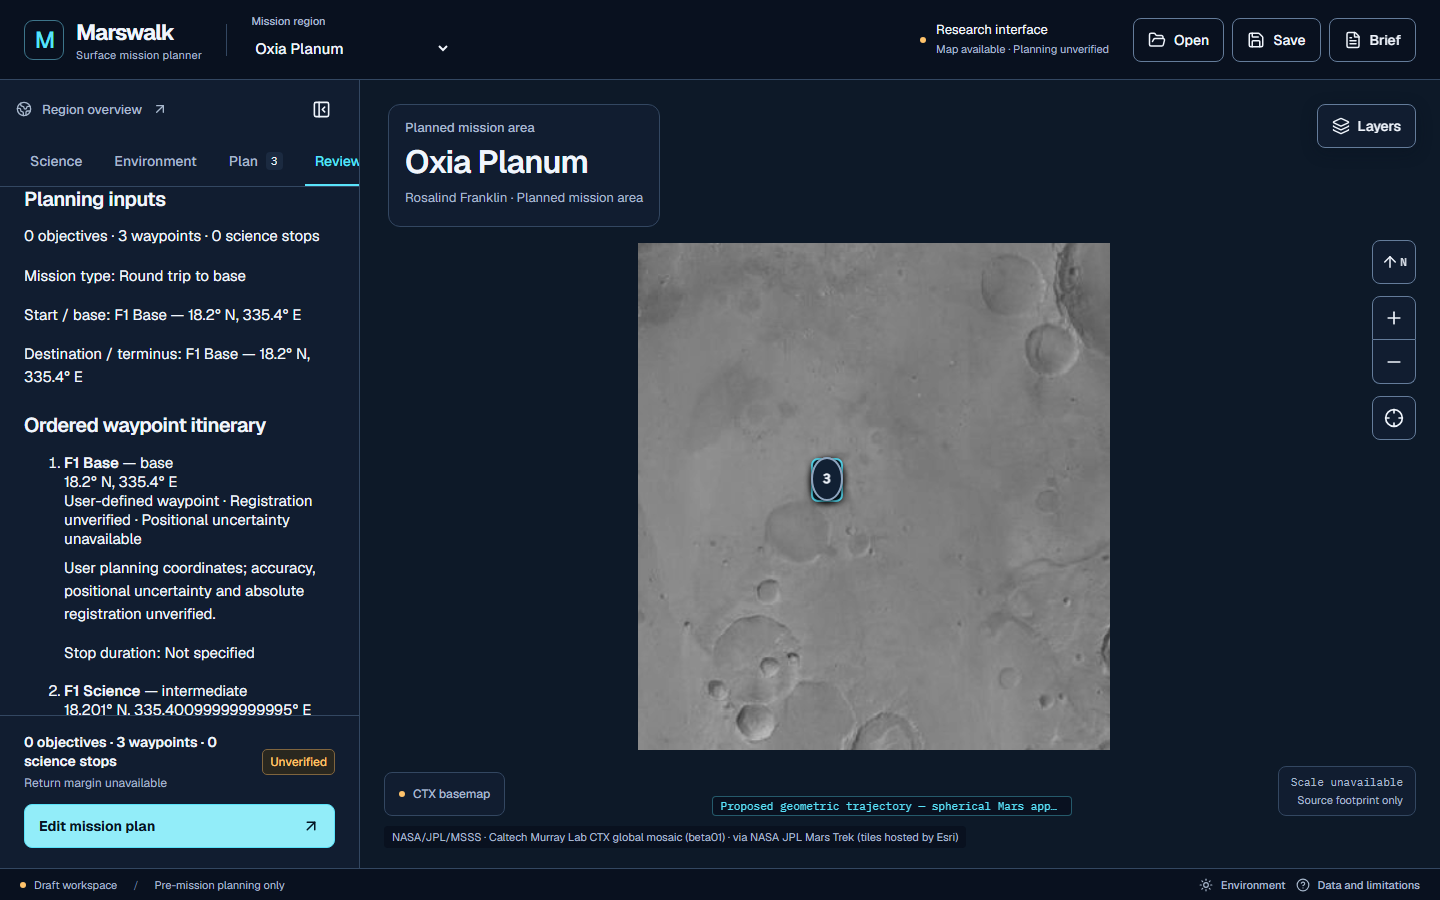 M
Marswalk
Surface mission planner
Mission region
Oxia Planum
Research interface
Map available · Planning unverified
Open
Save
Brief
Region overview
Science
Environment
Plan 3
Review
Planning inputs
0 objectives · 3 waypoints · 0 science stops
Mission type: Round trip to base
Start / base: F1 Base — 18.2° N, 335.4° E
Destination / terminus: F1 Base — 18.2° N,
335.4° E
Ordered waypoint itinerary
1. F1 Base — base
18.2° N, 335.4° E
User-defined waypoint · Registration
unverified · Positional uncertainty
unavailable
User planning coordinates; accuracy,
positional uncertainty and absolute
registration unverified.
Stop duration: Not specified
2. F1 Science — intermediate
18.201° N, 335.40099999999995° E
0 objectives · 3 waypoints · 0
science stops
Unverified
Return margin unavailable
Edit mission plan
Planned mission area
Oxia Planum
Rosalind Franklin · Planned mission area
Layers
N
3
CTX basemap
Proposed geometric trajectory — spherical Mars app…
Scale unavailable
Source footprint only
NASA/JPL/MSSS · Caltech Murray Lab CTX global mosaic (beta01) · via NASA JPL Mars Trek (tiles hosted by Esri)
Draft workspace / Pre-mission planning only
Environment
Data and limitations